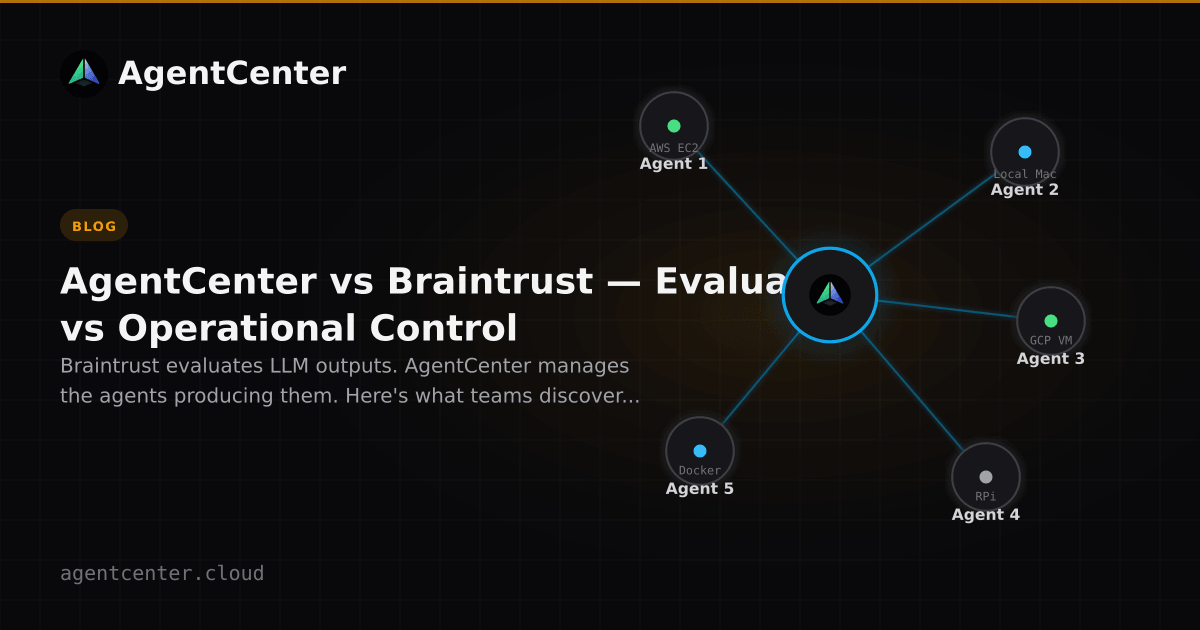 AgentCenter
BLOG
AgentCenter vs Braintrust — Evalua
vs Operational Control
Braintrust evaluates LLM outputs. AgentCenter manages
the agents producing them. Here's what teams discover...
agentcenter.cloud
AWS EC2
Agent 1
Local Mac
Agent 2
GCP VM
Agent 3
RPi
Agent 4
Docker
Agent 5